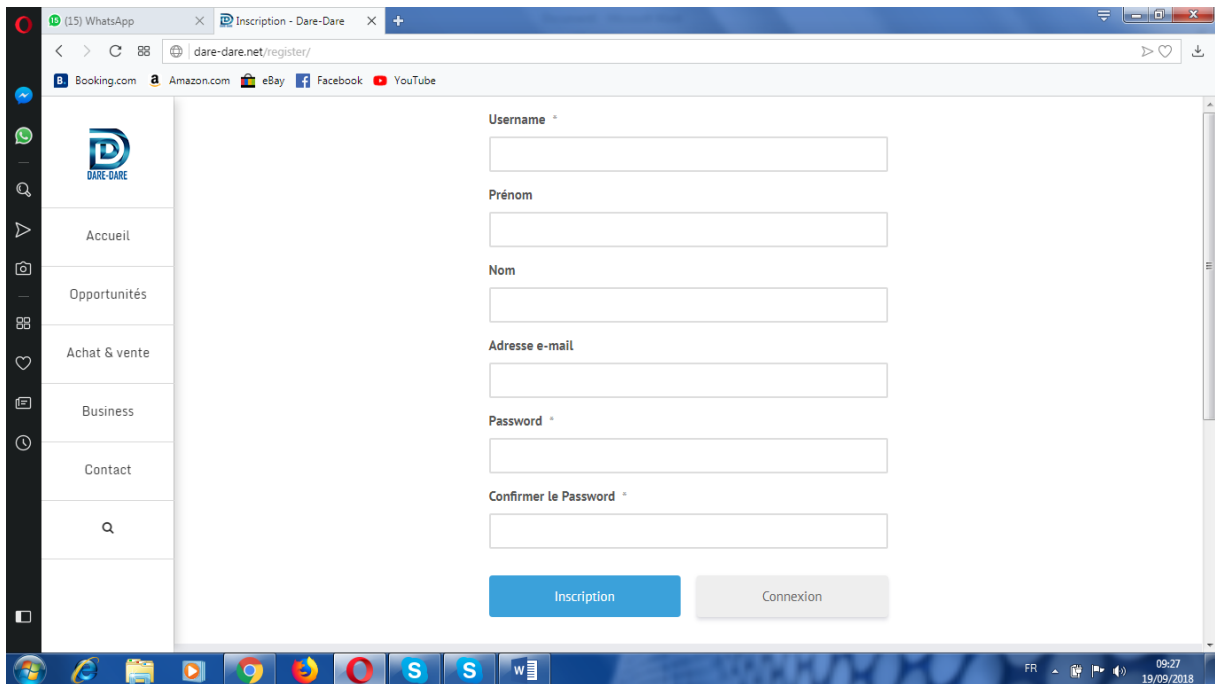 (15) WhatsApp
Inscription - Dare-Dare
dare-dare.net/register/
Booking.com
Amazon.com
eBay
Facebook
YouTube
DARE-DARE
Accueil
Opportunités
Achat & vente
Business
Contact
Username *
Prénom
Nom
Adresse e-mail
Password *
Confirmer le Password *
Inscription
Connexion
FR
09:27
19/09/2018